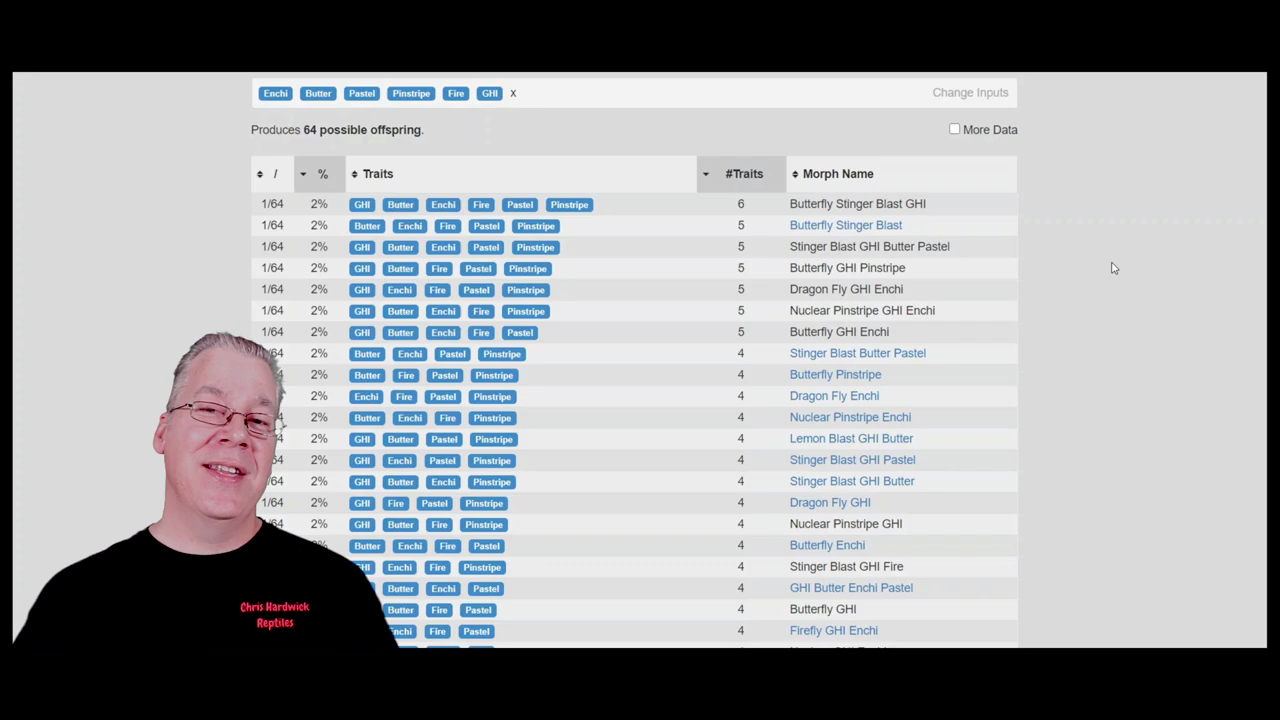 Enchi Butter Pastel Pinstripe Fire GHI X Change Inputs
Produces 64 possible offspring. More Data
/ % Traits #Traits Morph Name
1/64 2% GHI Butter Enchi Fire Pastel Pinstripe 6 Butterfly Stinger Blast GHI
1/64 2% Butter Enchi Fire Pastel Pinstripe 5 Butterfly Stinger Blast
1/64 2% GHI Butter Enchi Pastel Pinstripe 5 Stinger Blast GHI Butter Pastel
1/64 2% GHI Butter Fire Pastel Pinstripe 5 Butterfly GHI Pinstripe
1/64 2% GHI Enchi Fire Pastel Pinstripe 5 Dragon Fly GHI Enchi
1/64 2% GHI Butter Enchi Fire Pinstripe 5 Nuclear Pinstripe GHI Enchi
1/64 2% GHI Butter Enchi Fire Pastel 5 Butterfly GHI Enchi
/64 2% Butter Enchi Pastel Pinstripe 4 Stinger Blast Butter Pastel
2% Butter Fire Pastel Pinstripe 4 Butterfly Pinstripe
2% Enchi Fire Pastel Pinstripe 4 Dragon Fly Enchi
2% Butter Enchi Fire Pinstripe 4 Nuclear Pinstripe Enchi
2% GHI Butter Pastel Pinstripe 4 Lemon Blast GHI Butter
2% GHI Enchi Pastel Pinstripe 4 Stinger Blast GHI Pastel
2% GHI Butter Enchi Pinstripe 4 Stinger Blast GHI Butter
/64 2% GHI Fire Pastel Pinstripe 4 Dragon Fly GHI
/64 2% GHI Butter Fire Pinstripe 4 Nuclear Pinstripe GHI
Butter Enchi Fire Pastel 4 Butterfly Enchi
GHI Enchi Fire Pinstripe 4 Stinger Blast GHI Fire
Butter Enchi Pastel 4 GHI Butter Enchi Pastel
Butter Fire Pastel 4 Butterfly GHI
Enchi Fire Pastel 4 Firefly GHI Enchi
Chris Hardwick
Reptiles